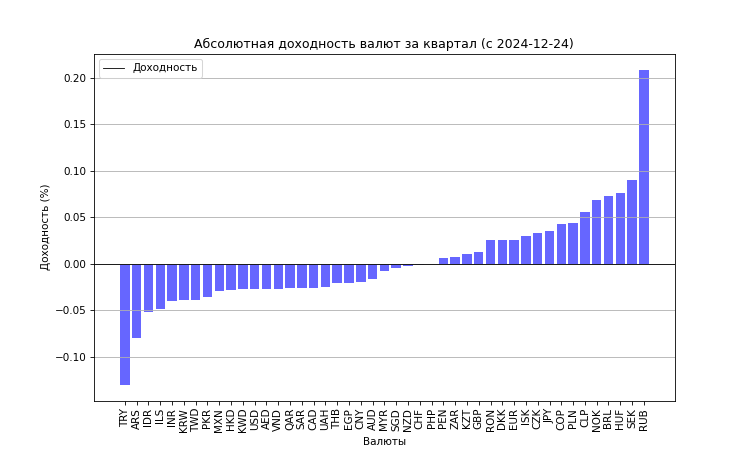 Абсолютная доходность валют за квартал (с 2024-12-24)
Доходность
Доходность (%)
0.20
0.15
0.10
0.05
0.00
−0.05
−0.10
TRY ARS IDR ILS INR KRW TWD PKR MXN HKD KWD USD AED VND QAR SAR CAD UAH THB EGP CNY AUD MYR SGD NZD CHF PHP PEN ZAR KZT GBP RON DKK EUR ISK CZK JPY COP PLN CLP NOK BRL HUF SEK RUB
Валюты